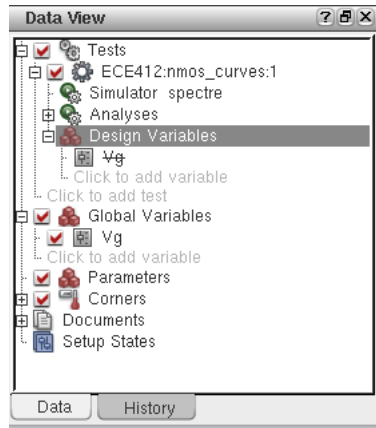 Data View
Tests
ECE412:nmos_curves:1
Simulator spectre
Analyses
Design Variables
Vg
Click to add variable
Click to add test
Global Variables
Vg
Click to add variable
Parameters
Corners
Documents
Setup States
Data History